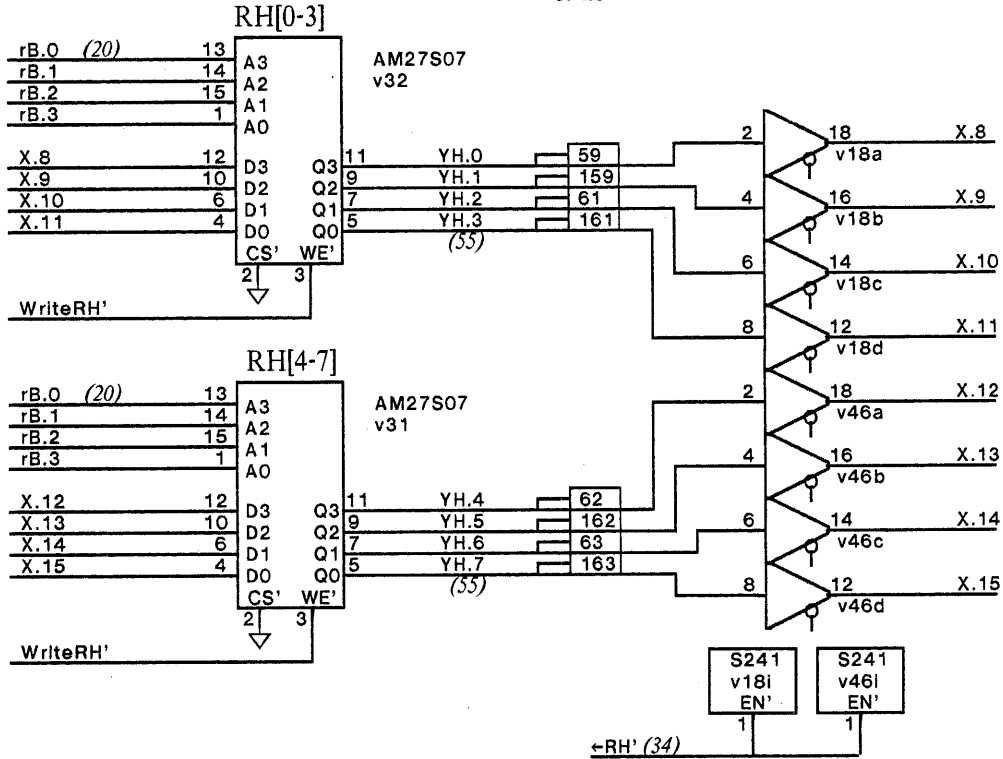 RH[0-3]
AM27S07
v32
rB.0 (20) 13 A3
rB.1 14 A2
rB.2 15 A1
rB.3 1 A0
X.8 12 D3 Q3 11 YH.0 59
X.9 10 D2 Q2 9 YH.1 159
X.10 6 D1 Q1 7 YH.2 61
X.11 4 D0 Q0 5 YH.3 161
(55)
CS' WE'
2 3
WriteRH'
2 18 X.8
v18a
4 16 X.9
v18b
6 14 X.10
v18c
8 12 X.11
v18d
RH[4-7]
AM27S07
v31
rB.0 (20) 13 A3
rB.1 14 A2
rB.2 15 A1
rB.3 1 A0
X.12 12 D3 Q3 11 YH.4 62
X.13 10 D2 Q2 9 YH.5 162
X.14 6 D1 Q1 7 YH.6 63
X.15 4 D0 Q0 5 YH.7 163
(55)
CS' WE'
2 3
WriteRH'
2 18 X.12
v46a
4 16 X.13
v46b
6 14 X.14
v46c
8 12 X.15
v46d
S241 S241
v18i v46i
EN' EN'
1 1
←RH' (34)